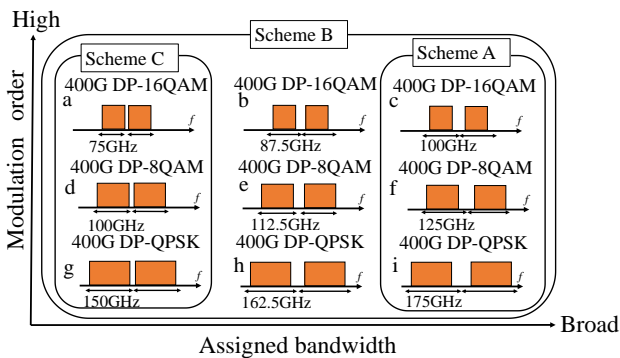 High
Scheme B
Scheme C
Scheme A
400G DP-16QAM
400G DP-16QAM
400G DP-16QAM
a
b
c
f
f
f
75GHz
87.5GHz
100GHz
400G DP-8QAM
400G DP-8QAM
400G DP-8QAM
d
e
f
f
f
f
100GHz
112.5GHz
125GHz
400G DP-QPSK
400G DP-QPSK
400G DP-QPSK
g
h
i
f
f
f
150GHz
162.5GHz
175GHz
Modulation order
Broad
Assigned bandwidth